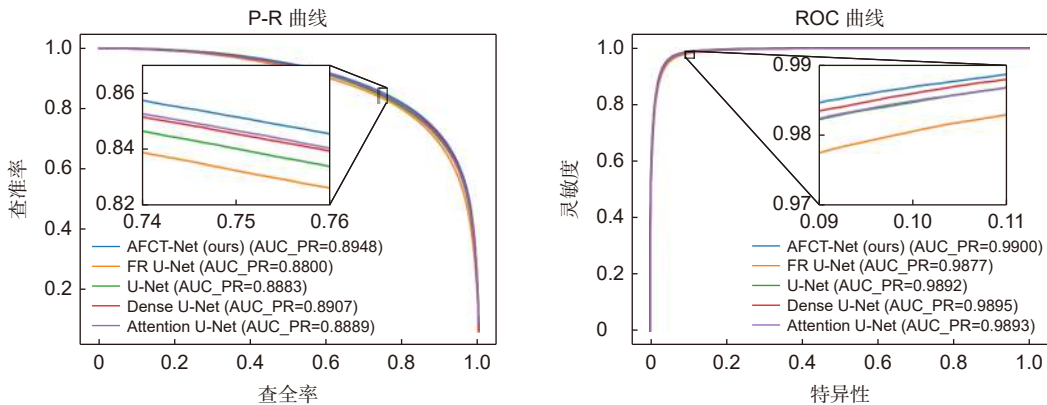 P-R 曲线
1.0
0.8
0.6
0.4
0.2
查准率
0.86
0.84
0.82
0.74
0.75
0.76
AFCT-Net (ours) (AUC_PR=0.8948)
FR U-Net (AUC_PR=0.8800)
U-Net (AUC_PR=0.8883)
Dense U-Net (AUC_PR=0.8907)
Attention U-Net (AUC_PR=0.8889)
0 0.2 0.4 0.6 0.8 1.0
查全率
ROC 曲线
1.0
0.8
0.6
0.4
0.2
0
灵敏度
0.99
0.98
0.97
0.09
0.10
0.11
AFCT-Net (ours) (AUC_PR=0.9900)
FR U-Net (AUC_PR=0.9877)
U-Net (AUC_PR=0.9892)
Dense U-Net (AUC_PR=0.9895)
Attention U-Net (AUC_PR=0.9893)
0 0.2 0.4 0.6 0.8 1.0
特异性